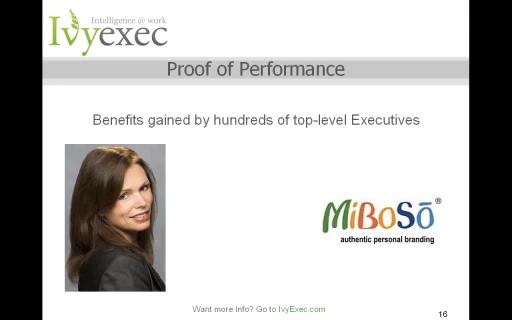 Intelligence @ work
Ivyexec
Proof of Performance
Benefits gained by hundreds of top-level Executives
MiBoSō®
authentic personal branding
Want more info? Go to IvyExec.com
16